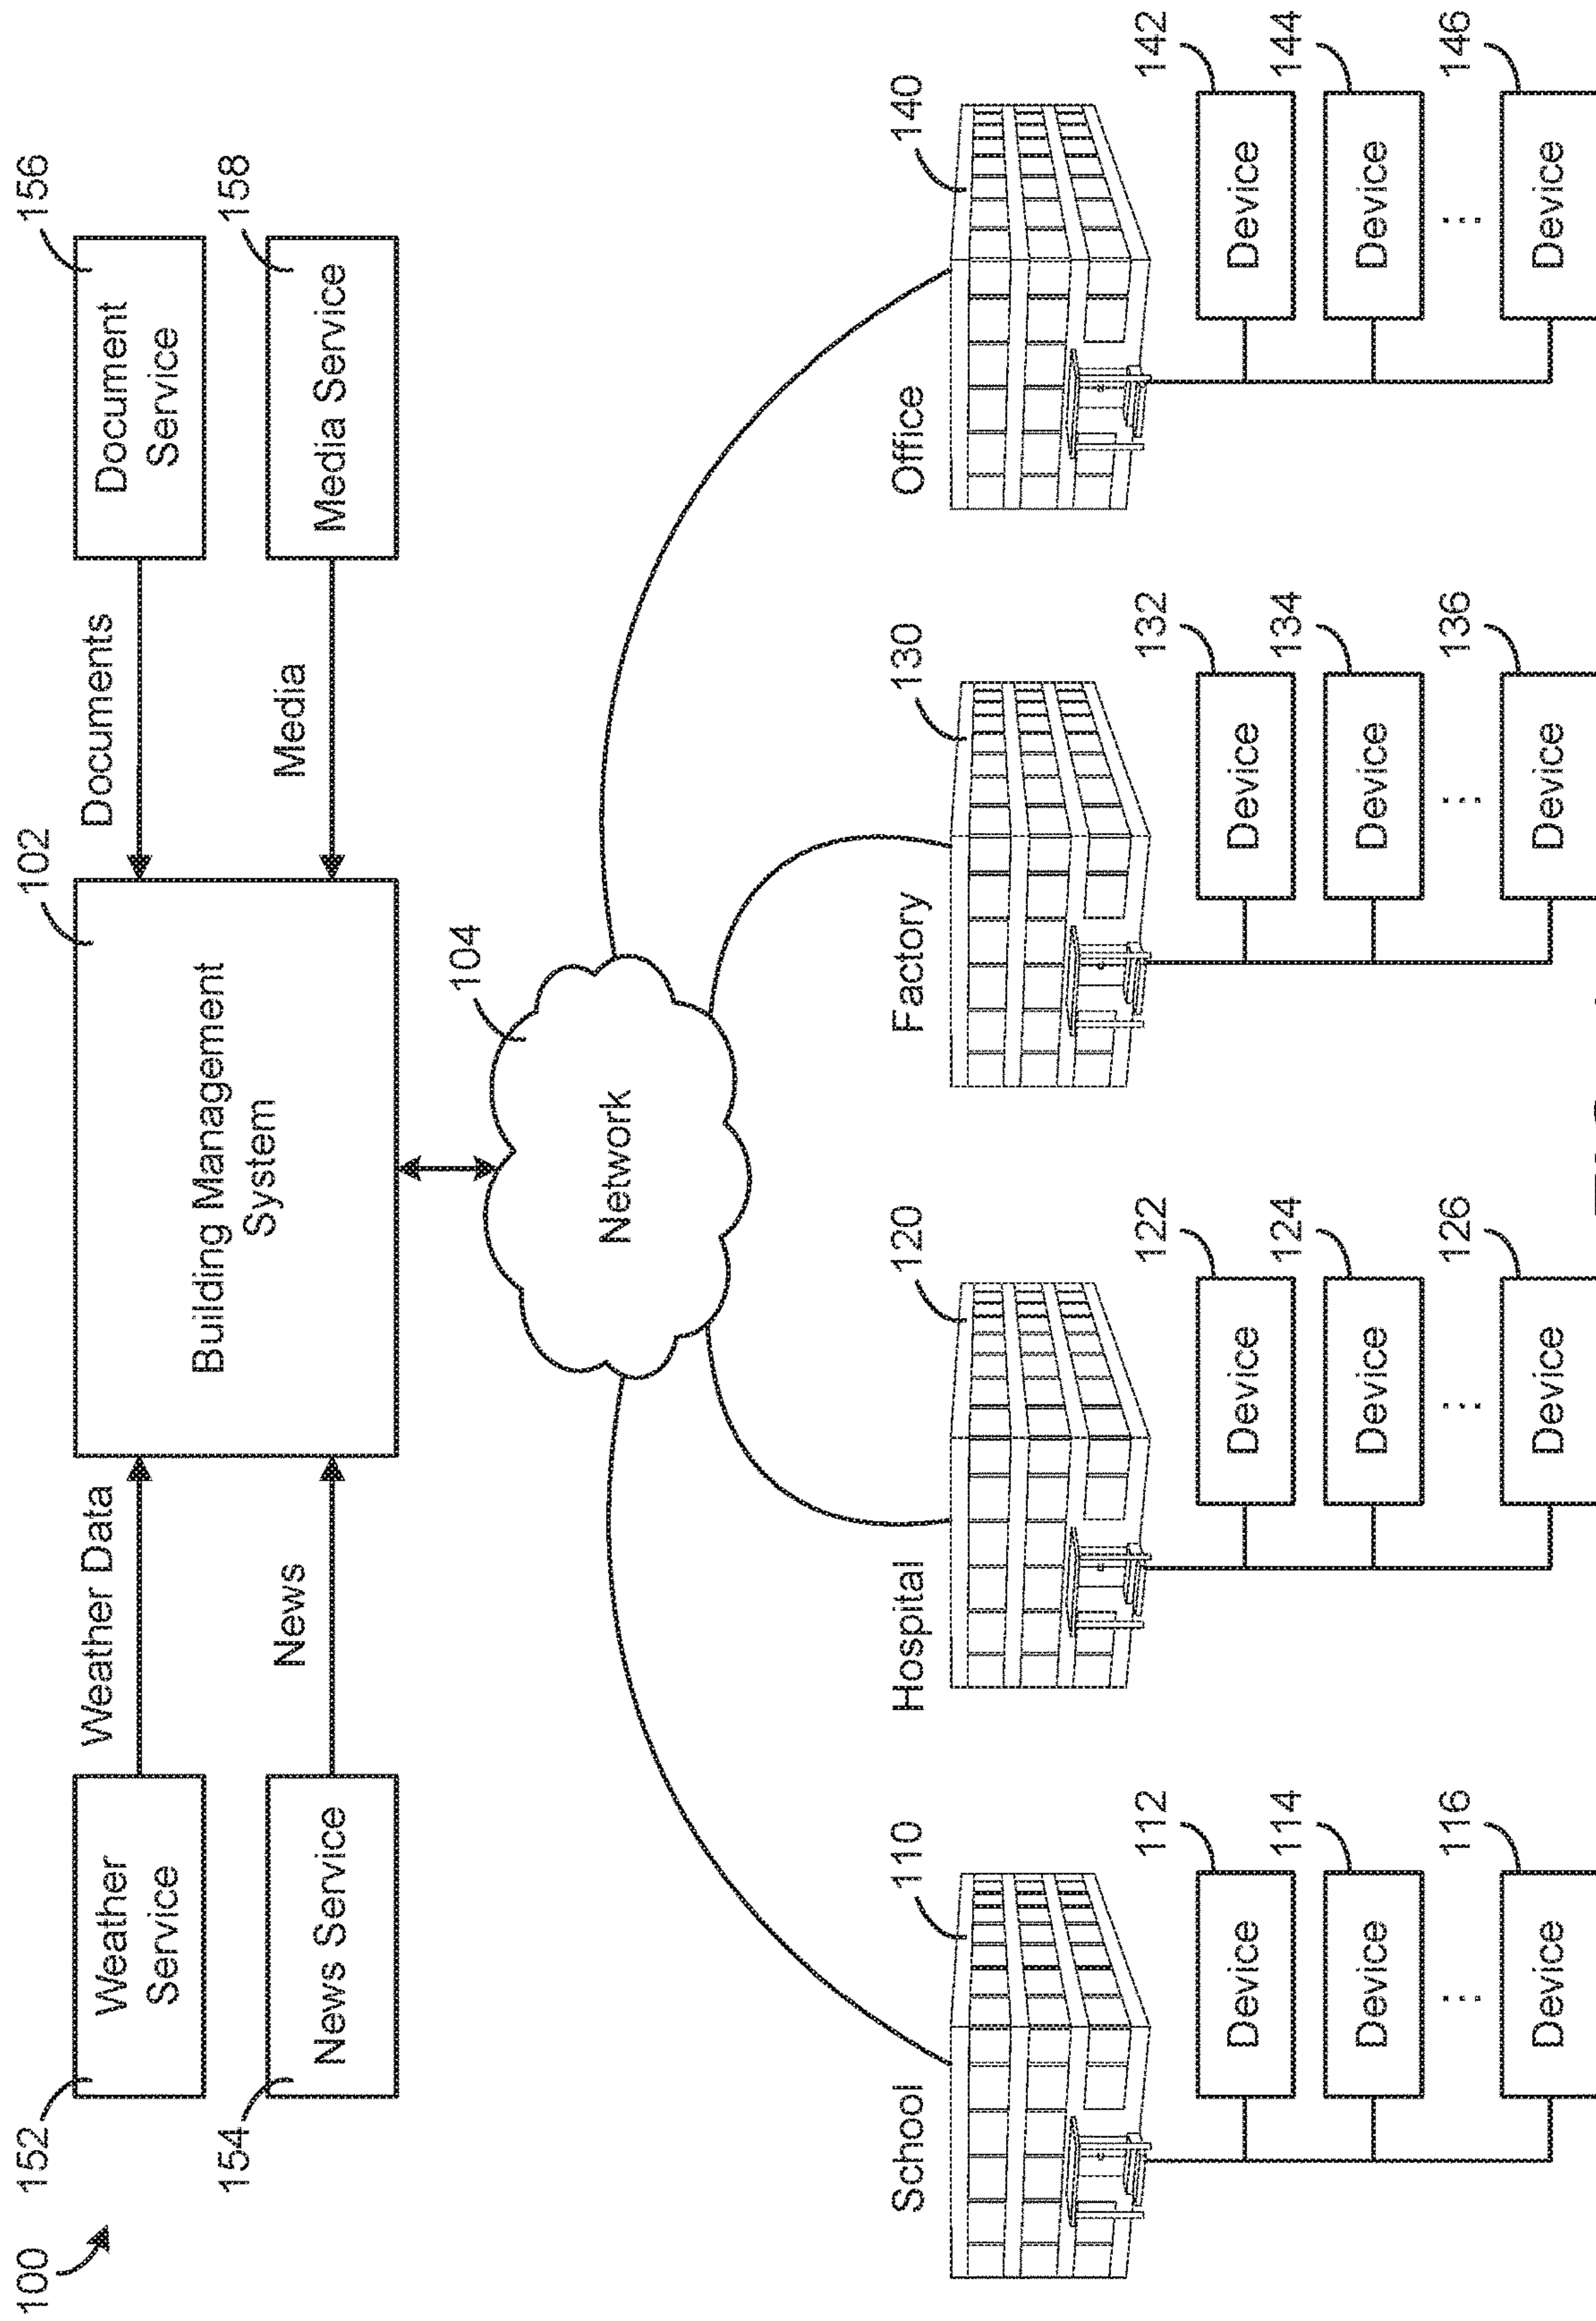 100
152
Weather
Service
Weather Data
102
Building Management
System
Documents
156
Document
Service
154
News Service
News
Media
158
Media Service
104
Network
School
110
Hospital
120
Factory
130
Office
140
112
Device
122
Device
132
Device
142
Device
114
Device
124
Device
134
Device
144
Device
116
Device
126
Device
136
Device
146
Device